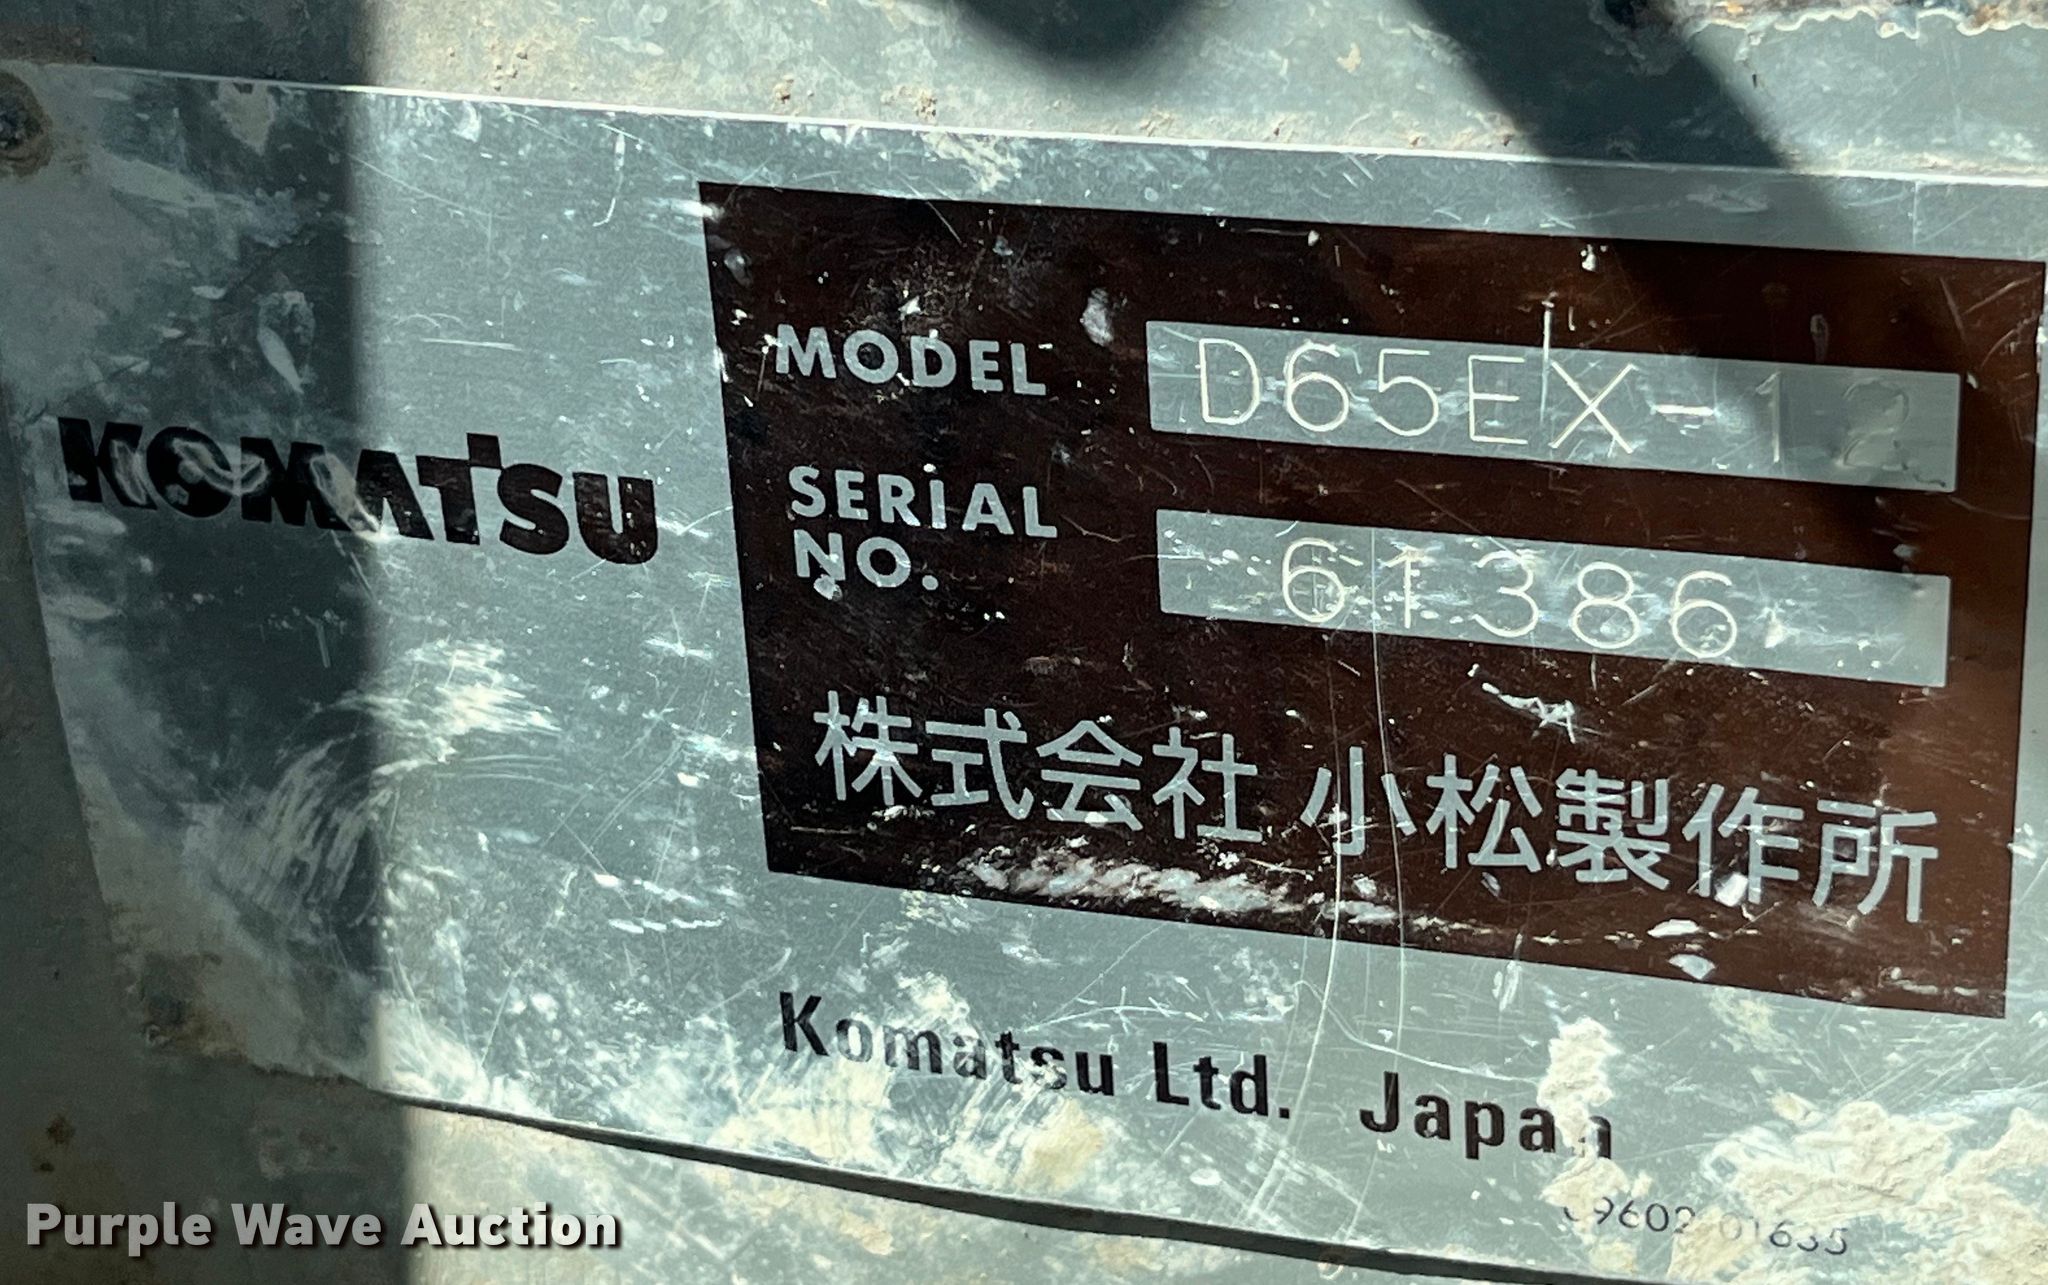 KOMATSU
MODEL D65EX-12
SERIAL
NO. 61386
株式会社 小松製作所
Komatsu Ltd. Japan
Purple Wave Auction